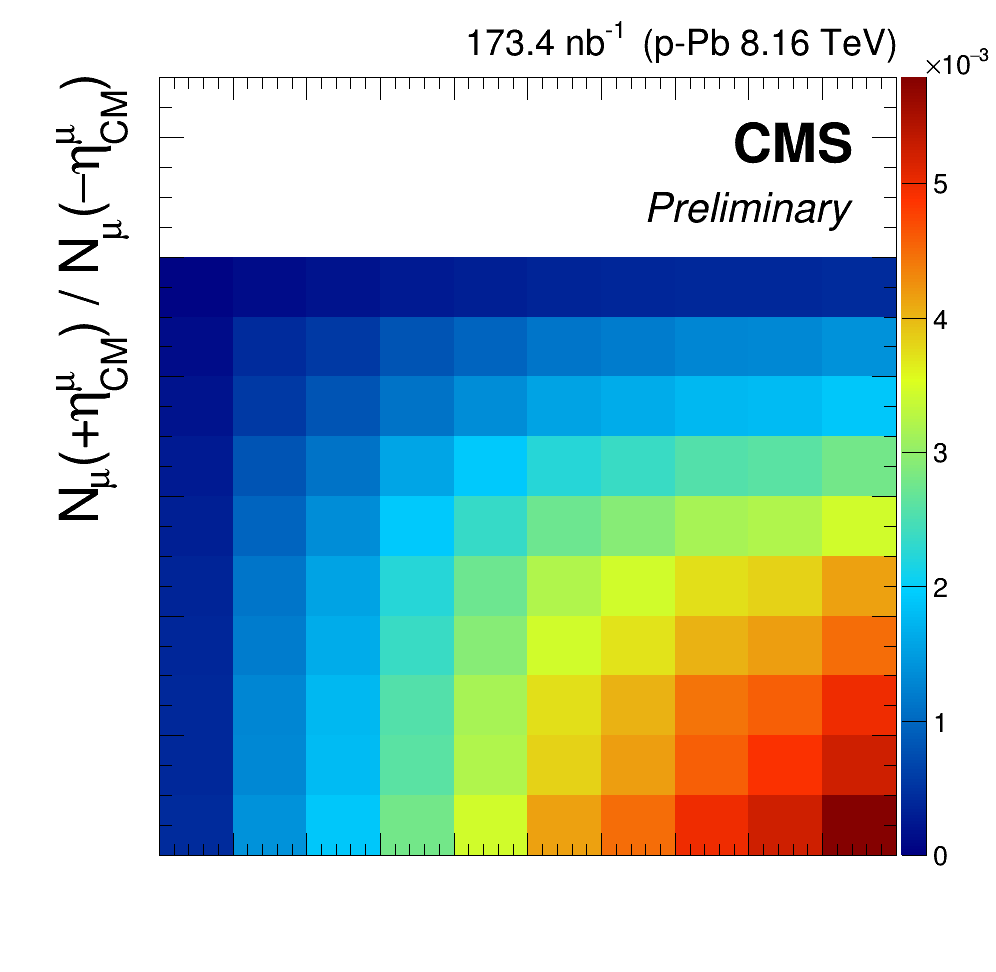 173.4 nb⁻¹ (p-Pb 8.16 TeV)
×10⁻³
CMS
Preliminary
N_μ(+η^μ_CM) / N_μ(−η^μ_CM)
5
4
3
2
1
0